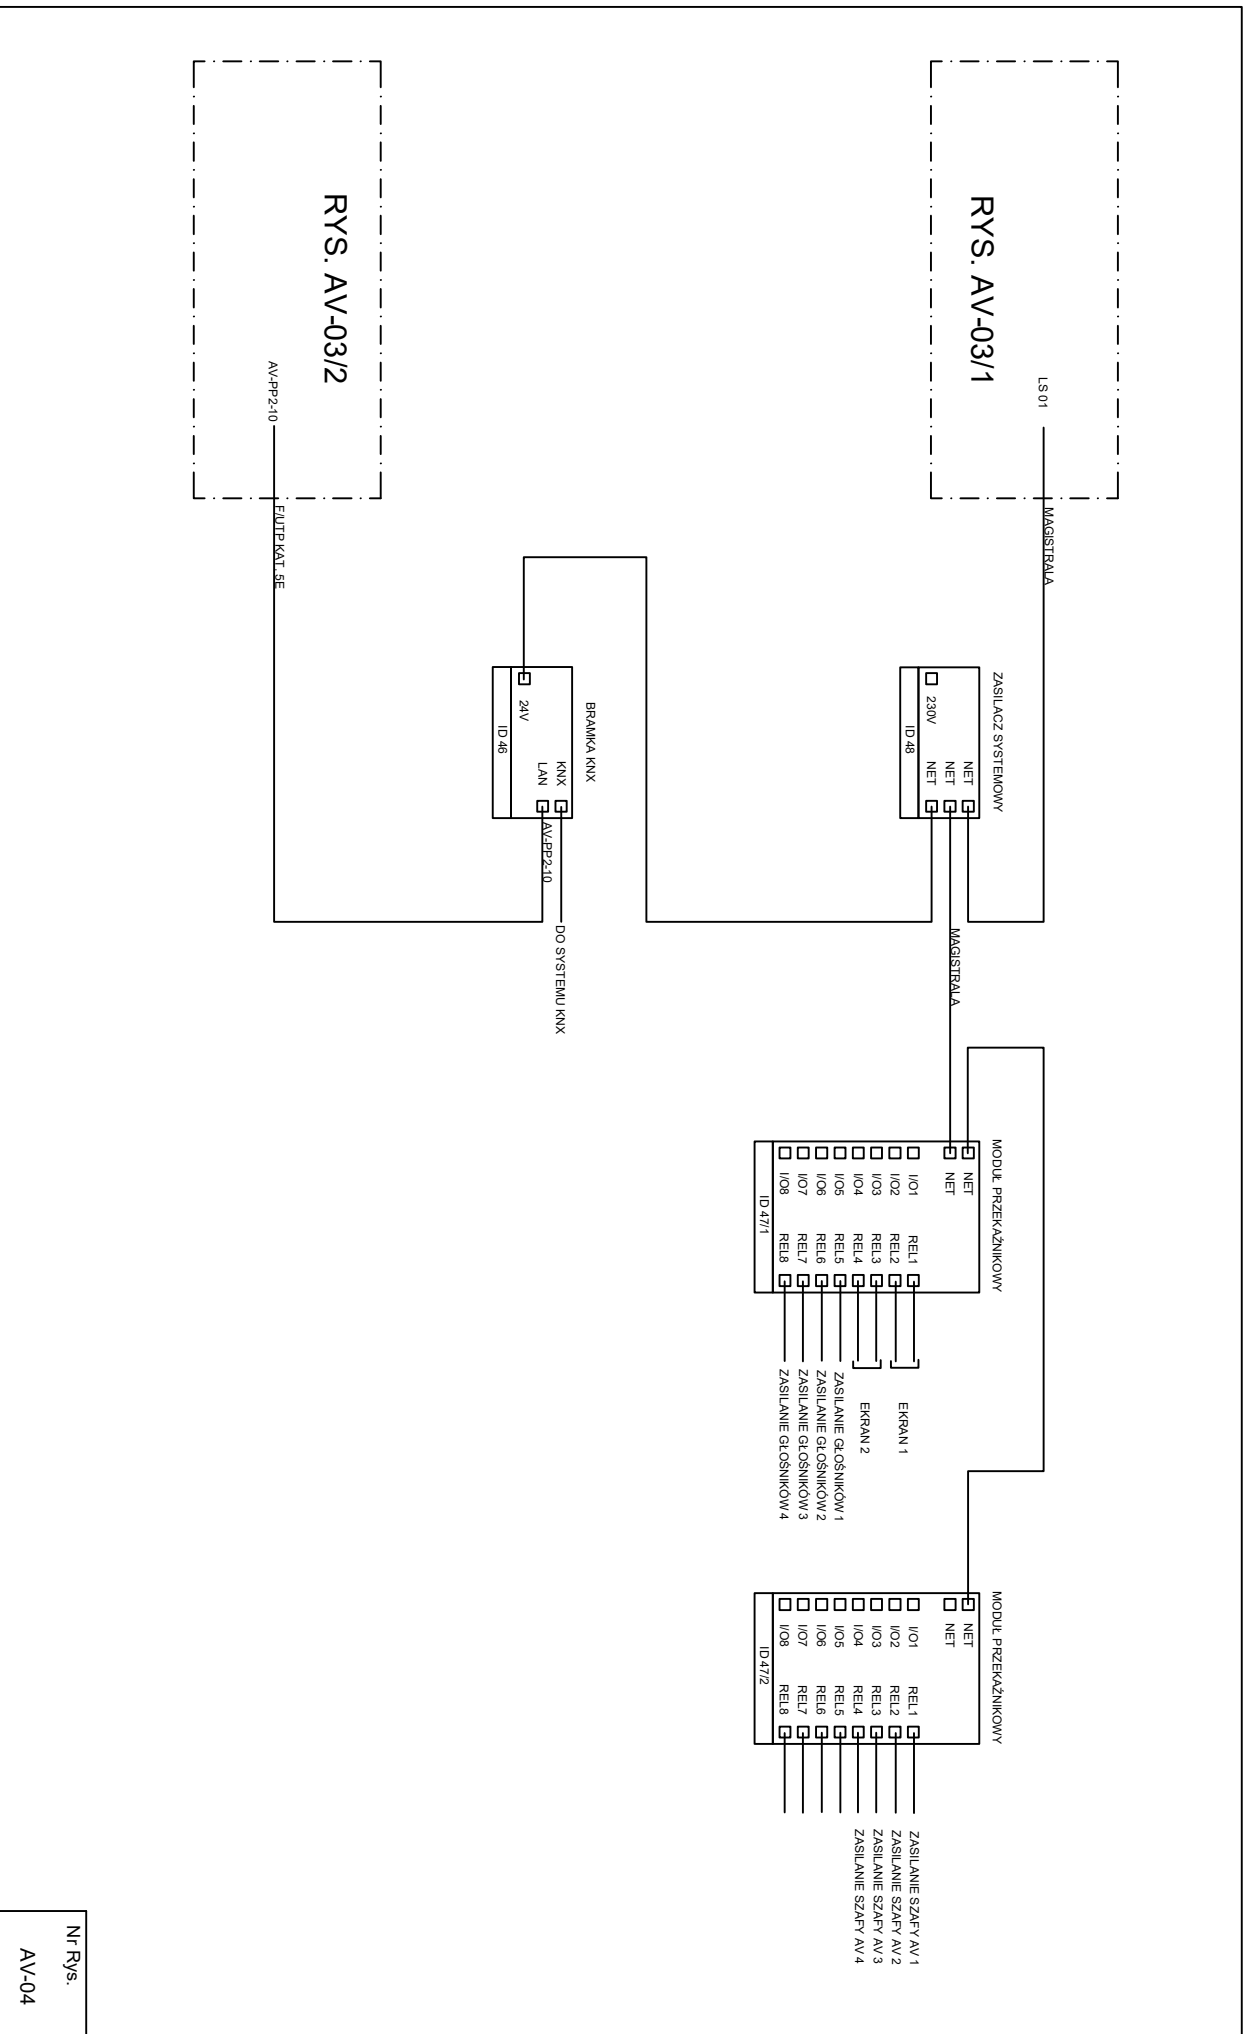 RYS. AV-03/1
LS 01
MAGISTRALA
ZASILACZ SYSTEMOWY
230V
NET
NET
NET
ID 48
MAGISTRALA
MODUŁ PRZEKAŹNIKOWY
NET
NET
I/O1
REL1
I/O2
REL2
I/O3
REL3
I/O4
REL4
I/O5
REL5
I/O6
REL6
I/O7
REL7
I/O8
REL8
ID 47/1
EKRAN 1
EKRAN 2
ZASILANIE GŁOŚNIKÓW 1
ZASILANIE GŁOŚNIKÓW 2
ZASILANIE GŁOŚNIKÓW 3
ZASILANIE GŁOŚNIKÓW 4
MODUŁ PRZEKAŹNIKOWY
NET
NET
I/O1
REL1
I/O2
REL2
I/O3
REL3
I/O4
REL4
I/O5
REL5
I/O6
REL6
I/O7
REL7
I/O8
REL8
ID 47/2
ZASILANIE SZAFY AV 1
ZASILANIE SZAFY AV 2
ZASILANIE SZAFY AV 3
ZASILANIE SZAFY AV 4
RYS. AV-03/2
AV-PP2-10
F/UTP KAT. 5E
BRAMKA KNX
24V
KNX
LAN
ID 46
AV-PP2-10
DO SYSTEMU KNX
Nr Rys.
AV-04